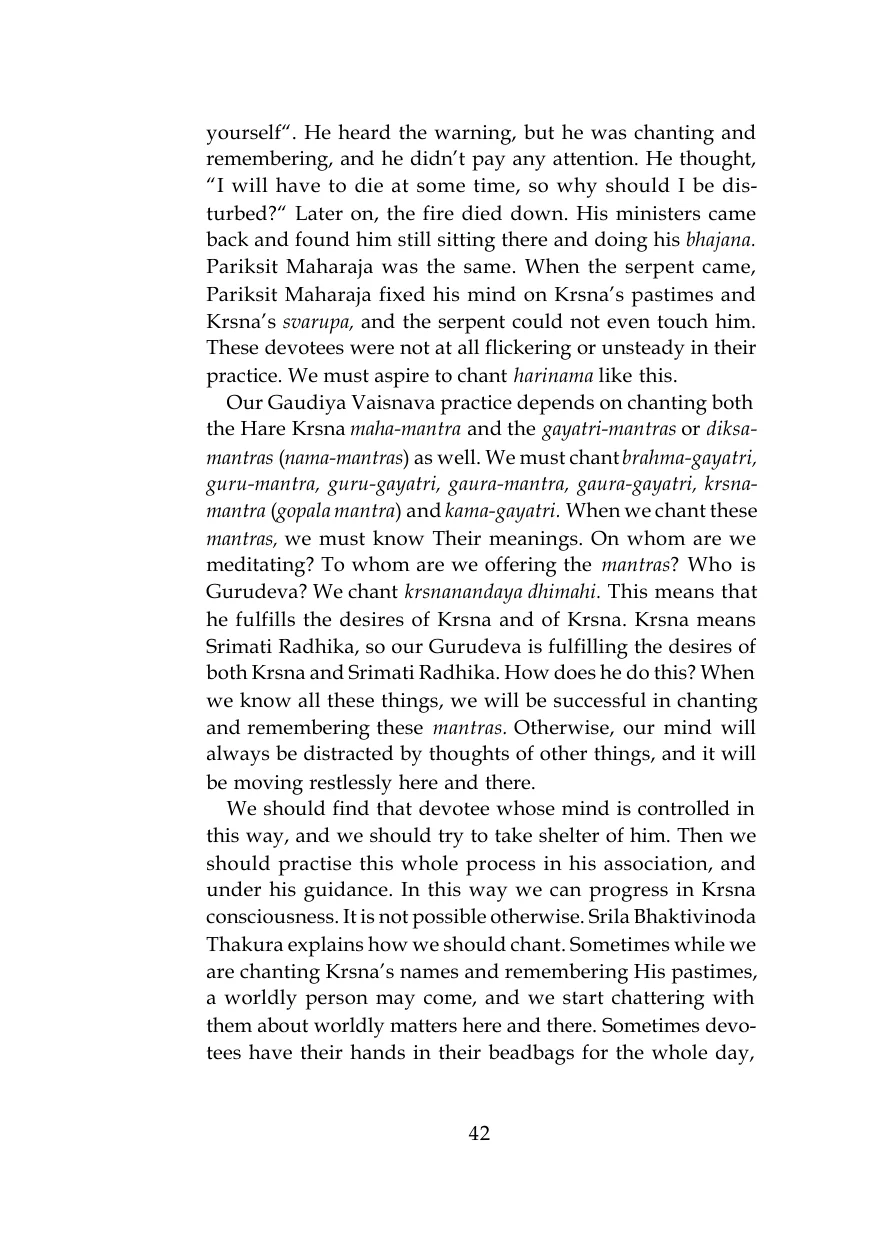 yourself“. He heard the warning, but he was chanting and
remembering, and he didn’t pay any attention. He thought,
“I will have to die at some time, so why should I be dis-
turbed?“ Later on, the fire died down. His ministers came
back and found him still sitting there and doing his bhajana.
Pariksit Maharaja was the same. When the serpent came,
Pariksit Maharaja fixed his mind on Krsna’s pastimes and
Krsna’s svarupa, and the serpent could not even touch him.
These devotees were not at all flickering or unsteady in their
practice. We must aspire to chant harinama like this.
Our Gaudiya Vaisnava practice depends on chanting both
the Hare Krsna maha-mantra and the gayatri-mantras or diksa-
mantras (nama-mantras) as well. We must chant brahma-gayatri,
guru-mantra, guru-gayatri, gaura-mantra, gaura-gayatri, krsna-
mantra (gopala mantra) and kama-gayatri. When we chant these
mantras, we must know Their meanings. On whom are we
meditating? To whom are we offering the mantras? Who is
Gurudeva? We chant krsnanandaya dhimahi. This means that
he fulfills the desires of Krsna and of Krsna. Krsna means
Srimati Radhika, so our Gurudeva is fulfilling the desires of
both Krsna and Srimati Radhika. How does he do this? When
we know all these things, we will be successful in chanting
and remembering these mantras. Otherwise, our mind will
always be distracted by thoughts of other things, and it will
be moving restlessly here and there.
We should find that devotee whose mind is controlled in
this way, and we should try to take shelter of him. Then we
should practise this whole process in his association, and
under his guidance. In this way we can progress in Krsna
consciousness. It is not possible otherwise. Srila Bhaktivinoda
Thakura explains how we should chant. Sometimes while we
are chanting Krsna’s names and remembering His pastimes,
a worldly person may come, and we start chattering with
them about worldly matters here and there. Sometimes devo-
tees have their hands in their beadbags for the whole day,
42